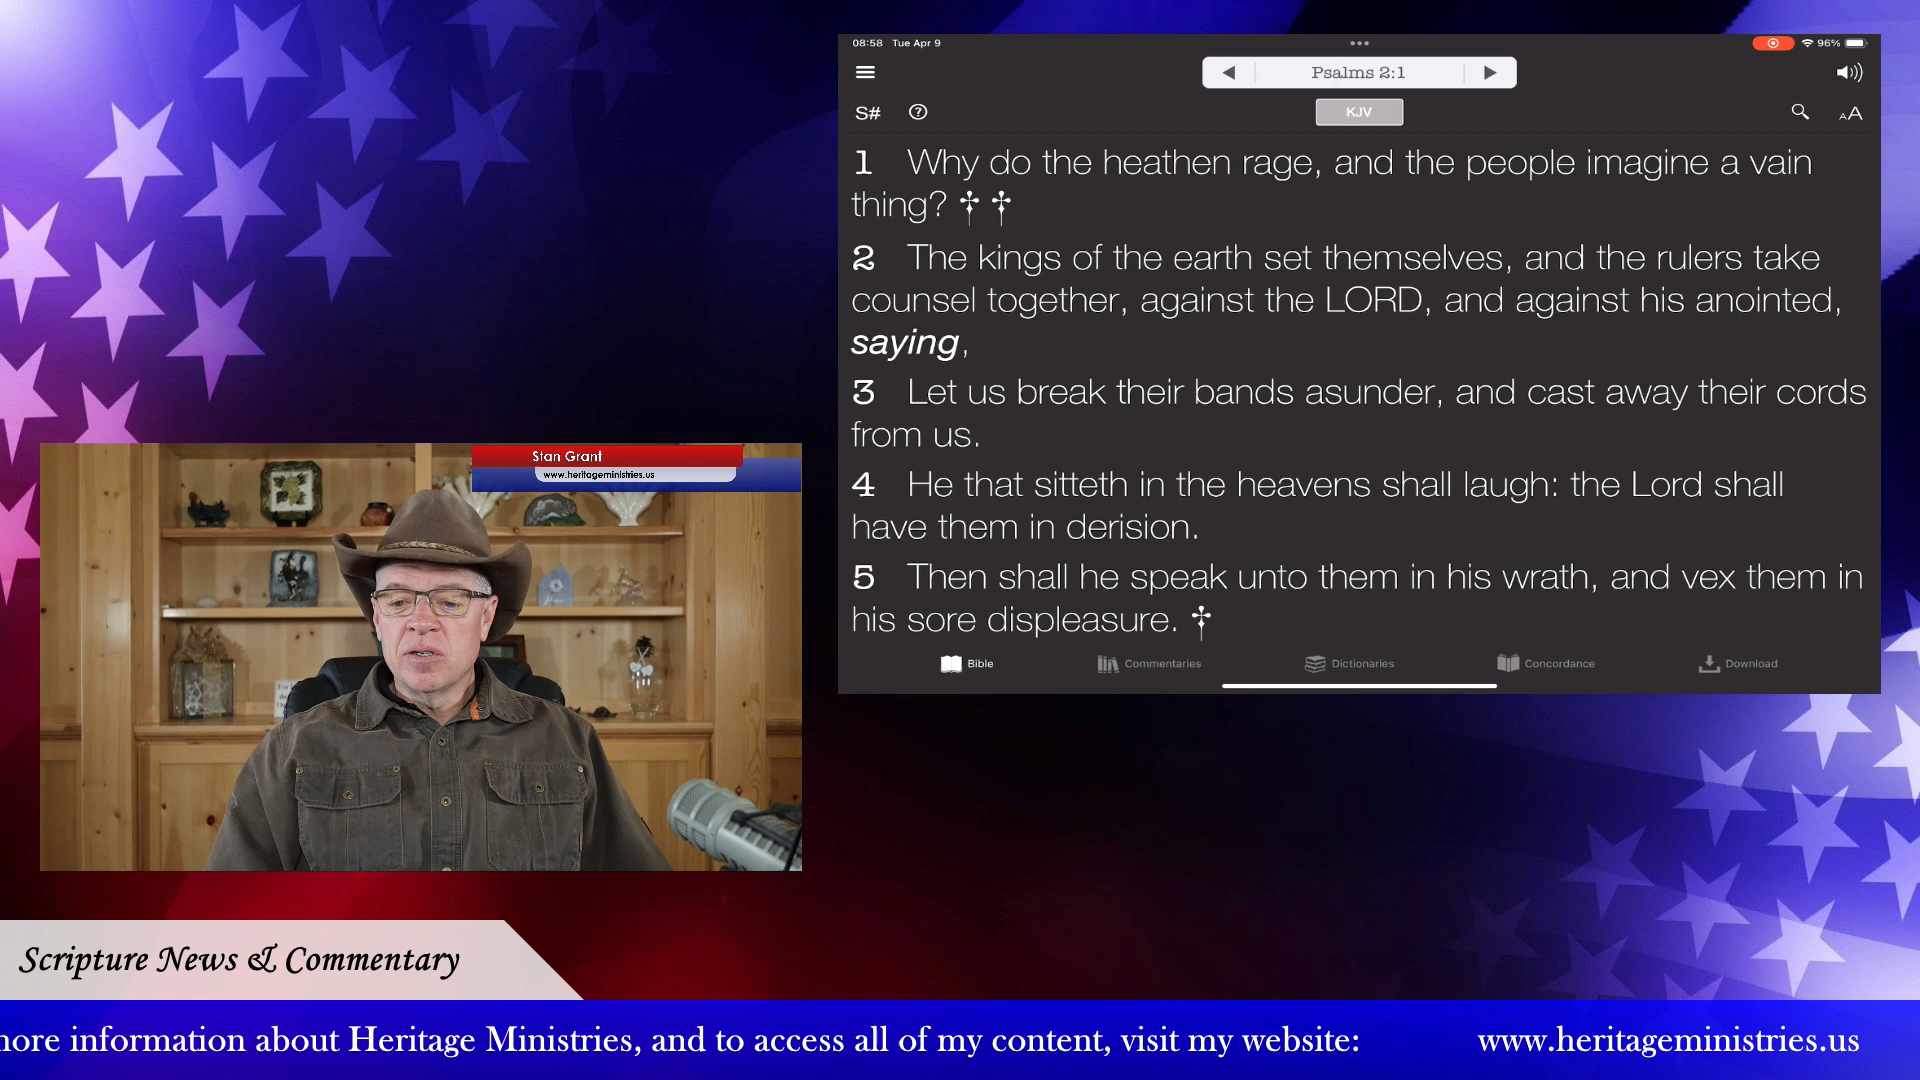 08:58 Tue Apr 9
96%
Psalms 2:1
S#
KJV
AA
1 Why do the heathen rage, and the people imagine a vain
thing?
2 The kings of the earth set themselves, and the rulers take
counsel together, against the LORD, and against his anointed,
saying,
3 Let us break their bands asunder, and cast away their cords
from us.
4 He that sitteth in the heavens shall laugh: the Lord shall
have them in derision.
5 Then shall he speak unto them in his wrath, and vex them in
his sore displeasure.
Bible Commentaries Dictionaries Concordance Download
Stan Grant
www.heritageministries.us
Scripture News & Commentary
more information about Heritage Ministries, and to access all of my content, visit my website: www.heritageministries.us